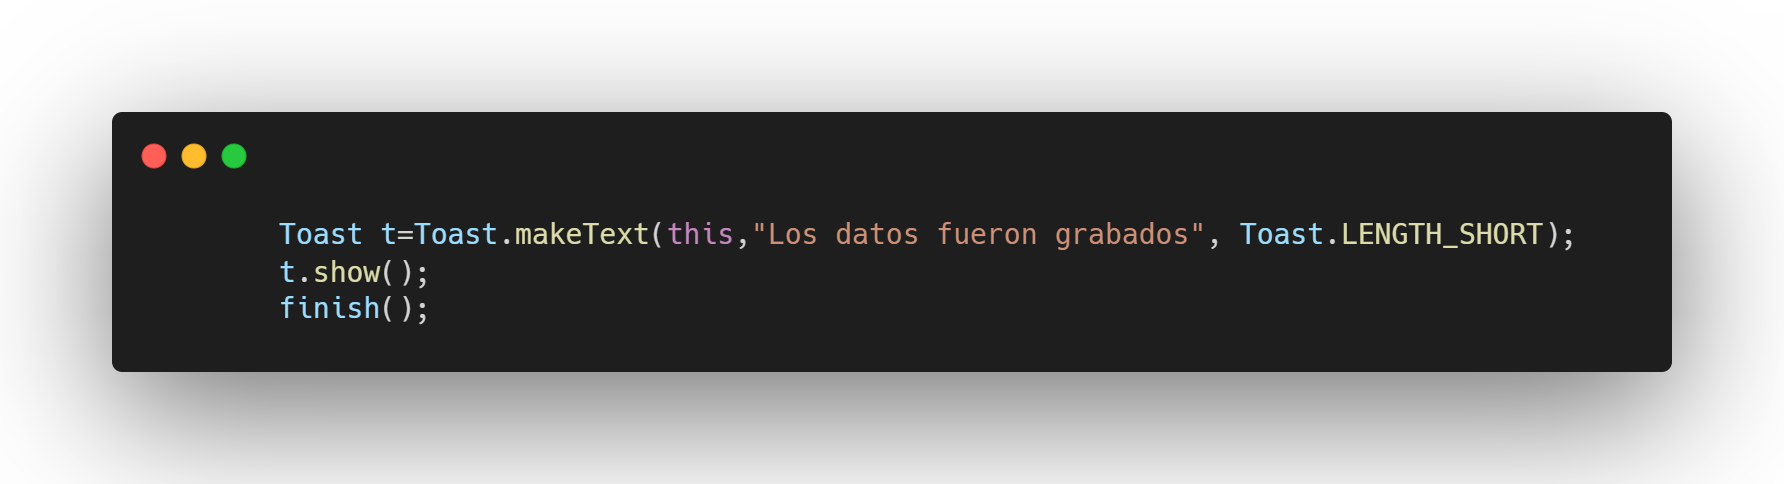 Toast t=Toast.makeText(this,"Los datos fueron grabados", Toast.LENGTH_SHORT);
t.show();
finish();